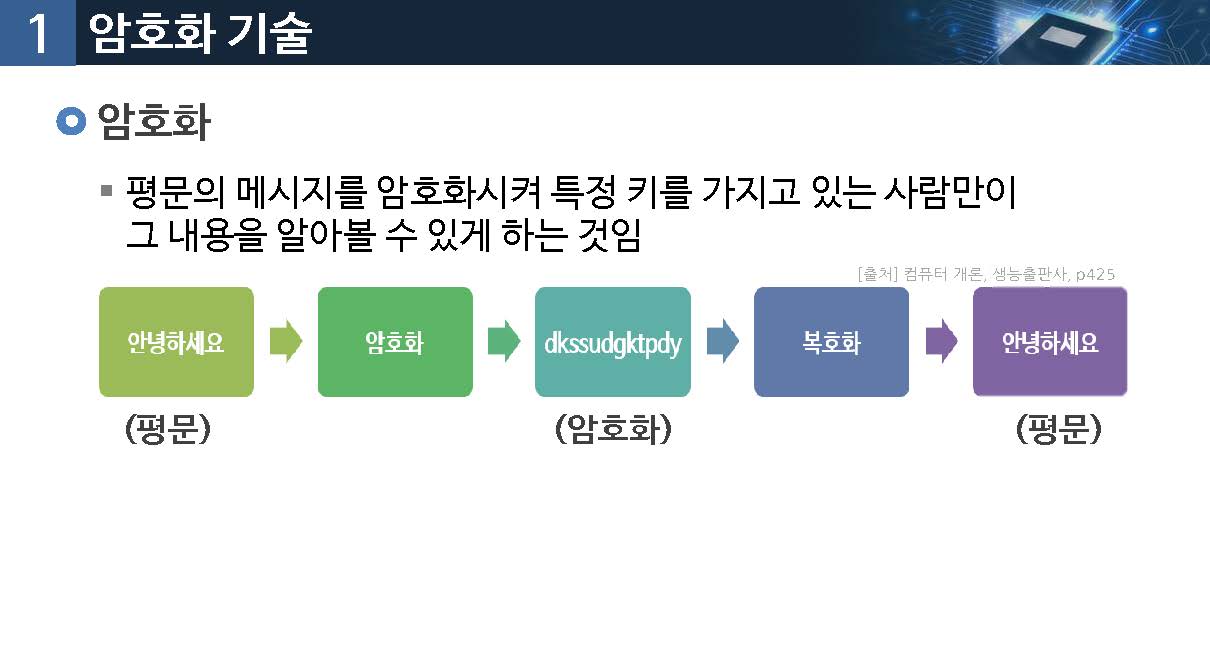 1 암호화 기술
암호화
평문의 메시지를 암호화시켜 특정 키를 가지고 있는 사람만이
그 내용을 알아볼 수 있게 하는 것임
[출처] 컴퓨터 개론, 생능출판사, p425
안녕하세요 암호화 dkssudgktpdy 복호화 안녕하세요
(평문) (암호화) (평문)